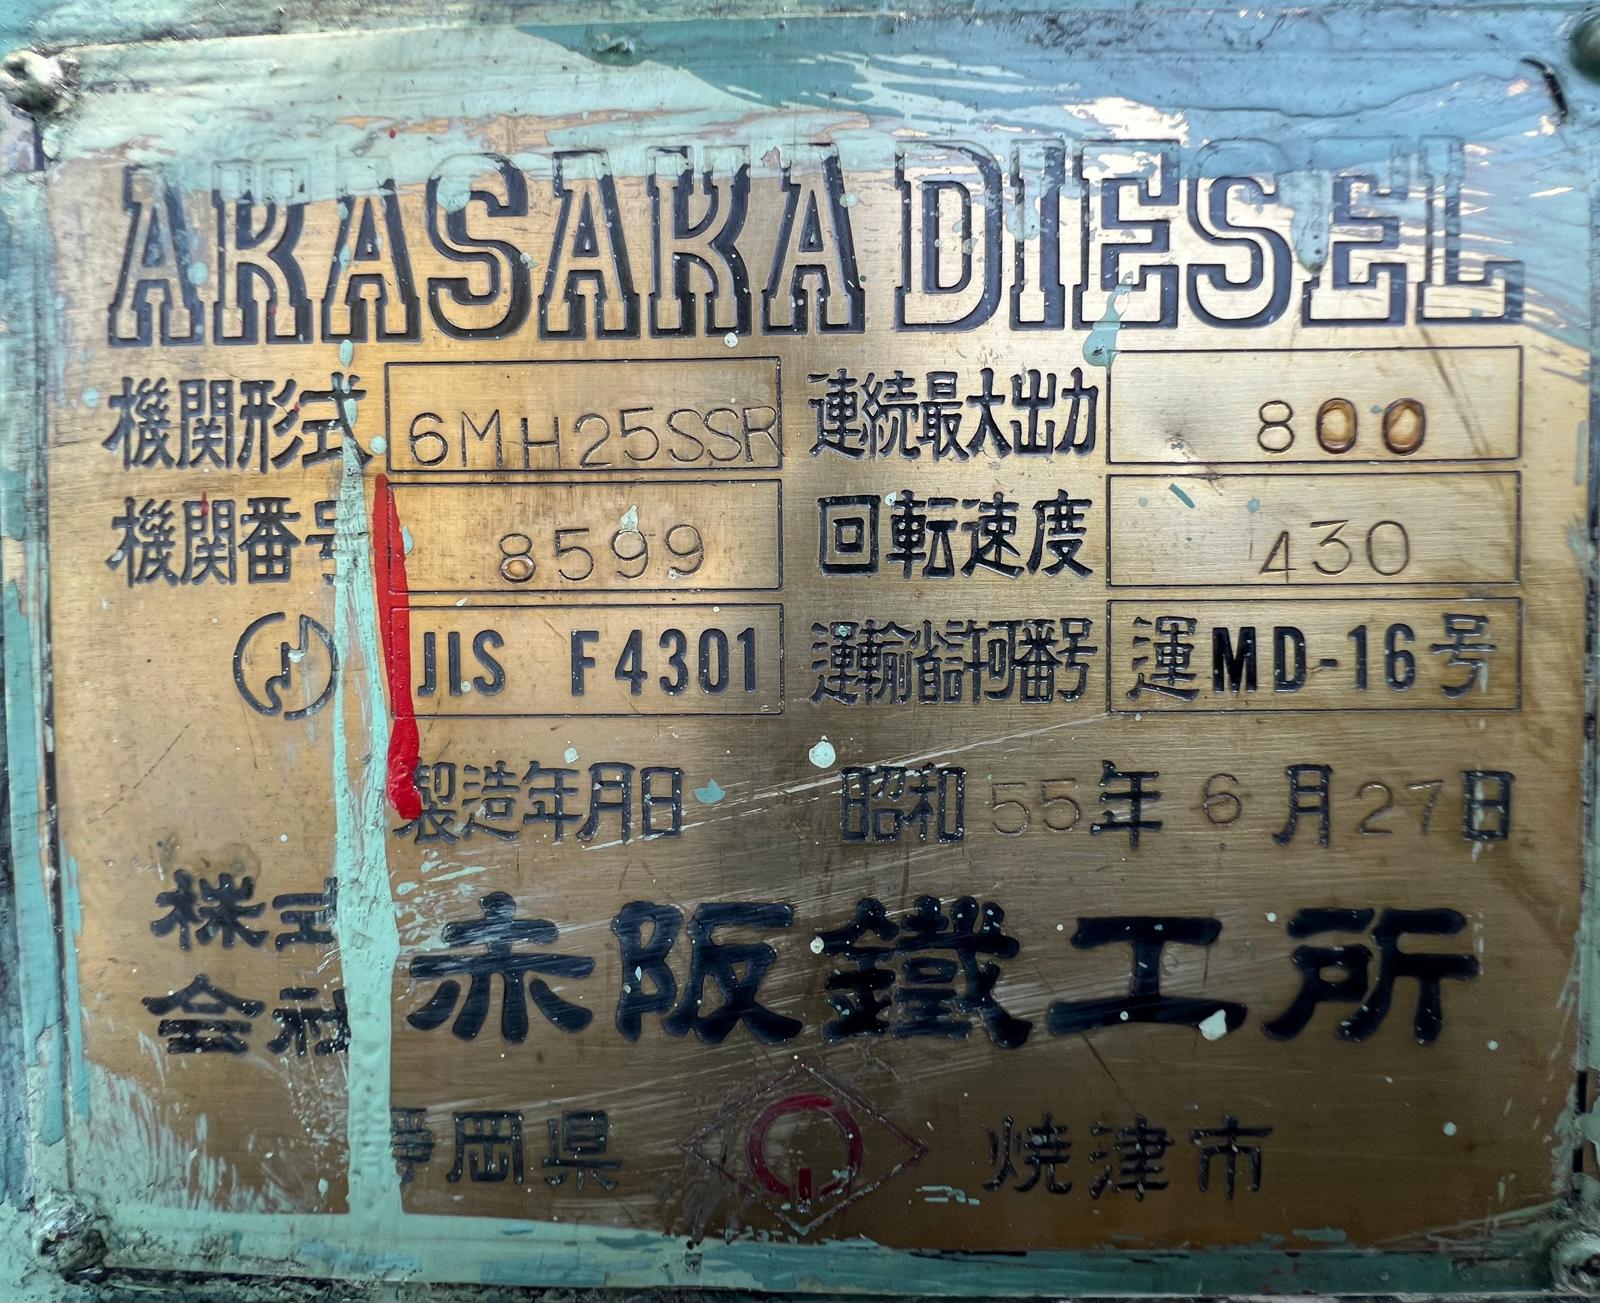 AKASAKA DIESEL
機関形式 6MH25SSR 連続最大出力 800
機関番号 8599 回転速度 430
JIS F4301 運輸省許可番号 運MD-16号
製造年月日 昭和 55年 6月27日
株式会社 赤阪鐵工所
静岡県 焼津市